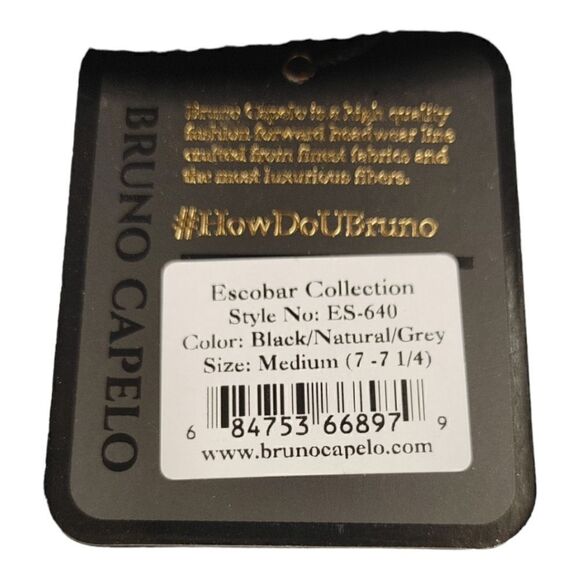 BRUNO CAPELO
Bruno Capelo is a high quality
fashion forward headwear line
crafted from finest fabrics and
the most luxurious fibers.
#HowDoUBruno
Escobar Collection
Style No: ES-640
Color: Black/Natural/Grey
Size: Medium (7 -7 1/4)
6 84753 66897 9
www.brunocapelo.com